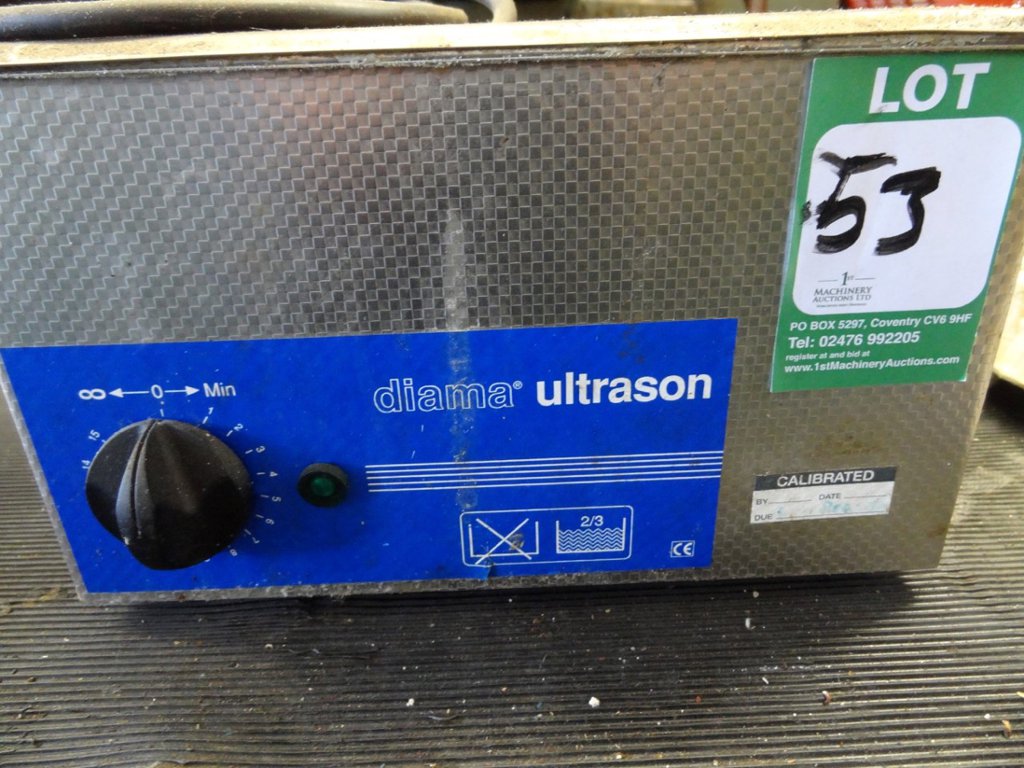 LOT
53
1ST
MACHINERY
AUCTIONS LTD
PO BOX 5297, Coventry CV6 9HF
Tel: 02476 992205
register at and bid at
www.1stMachineryAuctions.com
∞ ← 0 → Min
diama® ultrason
1
2
3
4
5
6
7
8
14
15
2/3
CE
CALIBRATED
BY DATE
DUE